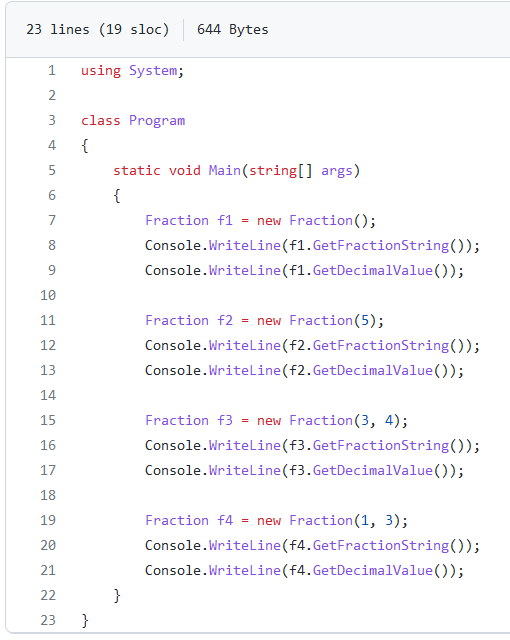 23 lines (19 sloc) 644 Bytes
1 using System;
2
3 class Program
4 {
5     static void Main(string[] args)
6     {
7         Fraction f1 = new Fraction();
8         Console.WriteLine(f1.GetFractionString());
9         Console.WriteLine(f1.GetDecimalValue());
10
11         Fraction f2 = new Fraction(5);
12         Console.WriteLine(f2.GetFractionString());
13         Console.WriteLine(f2.GetDecimalValue());
14
15         Fraction f3 = new Fraction(3, 4);
16         Console.WriteLine(f3.GetFractionString());
17         Console.WriteLine(f3.GetDecimalValue());
18
19         Fraction f4 = new Fraction(1, 3);
20         Console.WriteLine(f4.GetFractionString());
21         Console.WriteLine(f4.GetDecimalValue());
22     }
23 }